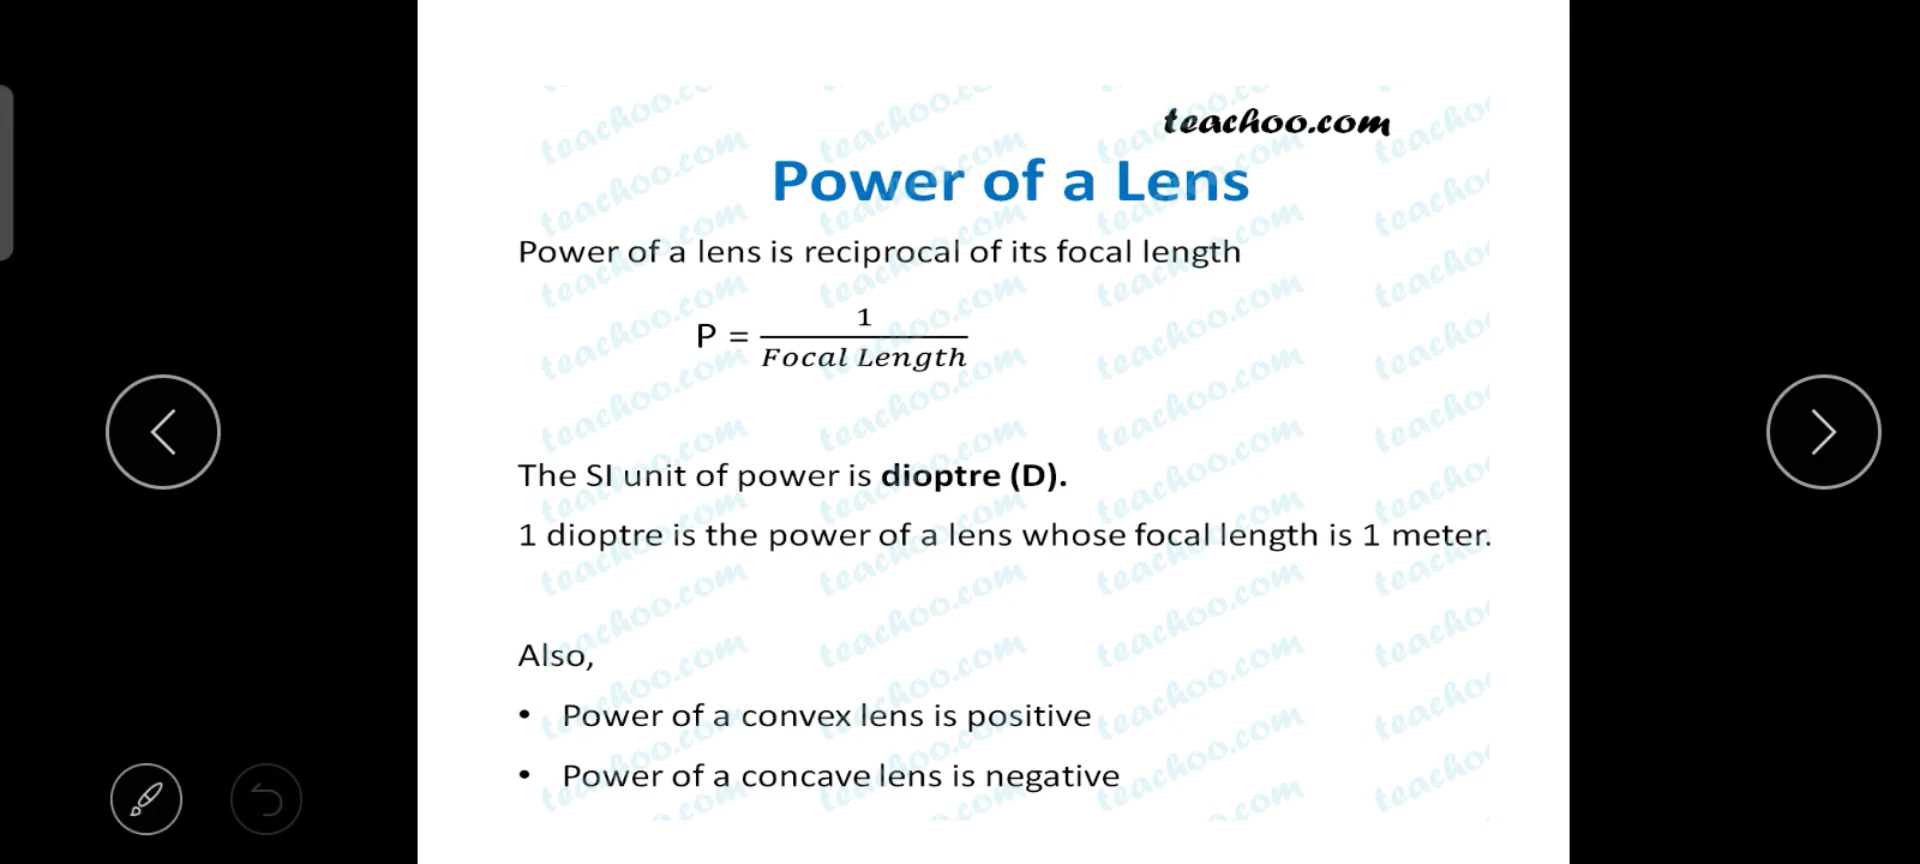 teachoo.com
Power of a Lens
Power of a lens is reciprocal of its focal length
P = 1 / Focal Length
The SI unit of power is dioptre (D).
1 dioptre is the power of a lens whose focal length is 1 meter.
Also,
• Power of a convex lens is positive
• Power of a concave lens is negative